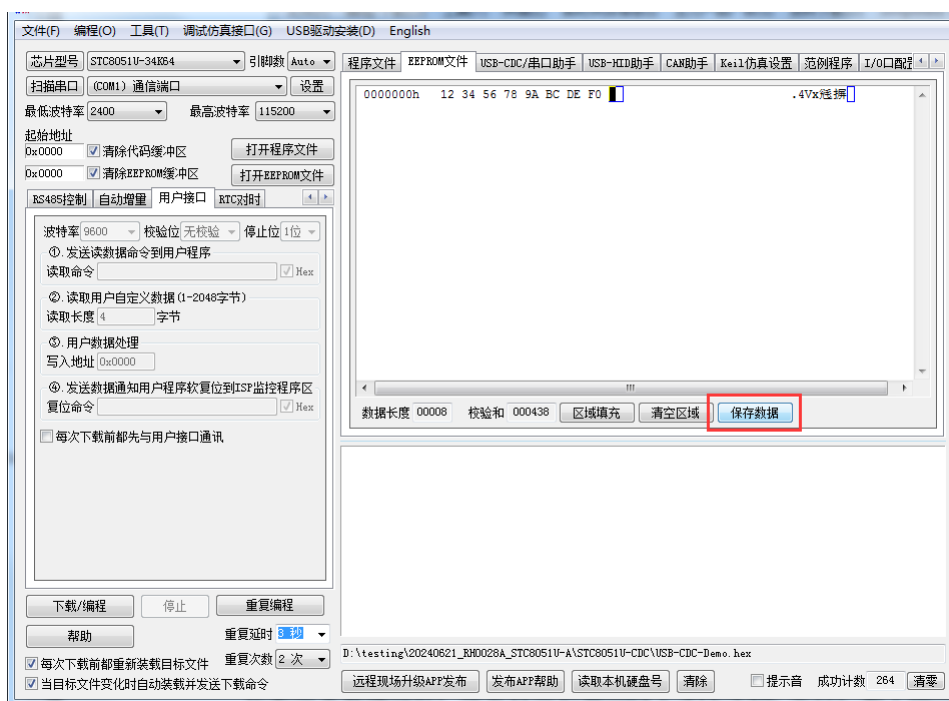 文件(F) 编程(O) 工具(T) 调试仿真接口(G) USB驱动安装(D) English
芯片型号 STC8051U-34K64 引脚数 Auto
扫描串口 (COM1) 通信端口 设置
最低波特率 2400 最高波特率 115200
起始地址
0x0000 清除代码缓冲区 打开程序文件
0x0000 清除EEPROM缓冲区 打开EEPROM文件
RS485控制 自动增量 用户接口 RTC对时
波特率 9600 校验位 无校验 停止位 1位
①. 发送读数据命令到用户程序
读取命令 Hex
②. 读取用户自定义数据(1-2048字节)
读取长度 4 字节
③. 用户数据处理
写入地址 0x0000
④. 发送数据通知用户程序软复位到ISP监控程序区
复位命令 Hex
每次下载前都先与用户接口通讯
下载/编程 停止 重复编程
帮助 重复延时 3 秒
每次下载前都重新装载目标文件 重复次数 2 次
当目标文件变化时自动装载并发送下载命令
程序文件 EEPROM文件 USB-CDC/串口助手 USB-HID助手 CAN助手 Keil仿真设置 范例程序 I/O口配
0000000h 12 34 56 78 9A BC DE F0 .4Vx
数据长度 00008 校验和 000438 区域填充 清空区域 保存数据
D:\testing\20240621_RH0028A_STC8051U-A\STC8051U-CDC\USB-CDC-Demo.hex
远程现场升级APP发布 发布APP帮助 读取本机硬盘号 清除 提示音 成功计数 264 清零